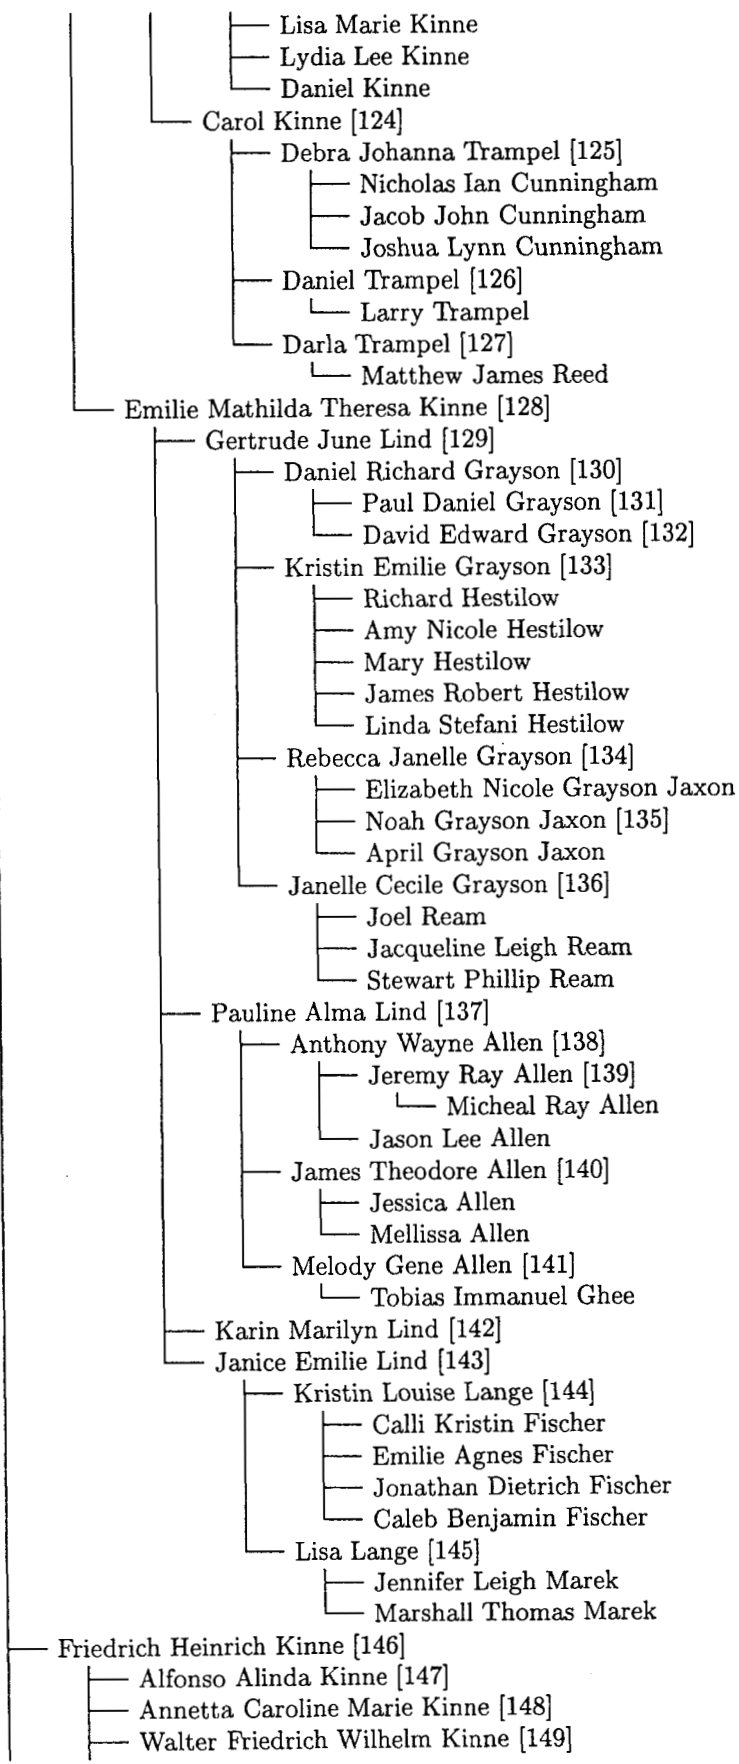 Lisa Marie Kinne
Lydia Lee Kinne
Daniel Kinne
Carol Kinne [124]
Debra Johanna Trampel [125]
Nicholas Ian Cunningham
Jacob John Cunningham
Joshua Lynn Cunningham
Daniel Trampel [126]
Larry Trampel
Darla Trampel [127]
Matthew James Reed
Emilie Mathilda Theresa Kinne [128]
Gertrude June Lind [129]
Daniel Richard Grayson [130]
Paul Daniel Grayson [131]
David Edward Grayson [132]
Kristin Emilie Grayson [133]
Richard Hestilow
Amy Nicole Hestilow
Mary Hestilow
James Robert Hestilow
Linda Stefani Hestilow
Rebecca Janelle Grayson [134]
Elizabeth Nicole Grayson Jaxon
Noah Grayson Jaxon [135]
April Grayson Jaxon
Janelle Cecile Grayson [136]
Joel Ream
Jacqueline Leigh Ream
Stewart Phillip Ream
Pauline Alma Lind [137]
Anthony Wayne Allen [138]
Jeremy Ray Allen [139]
Micheal Ray Allen
Jason Lee Allen
James Theodore Allen [140]
Jessica Allen
Mellissa Allen
Melody Gene Allen [141]
Tobias Immanuel Ghee
Karin Marilyn Lind [142]
Janice Emilie Lind [143]
Kristin Louise Lange [144]
Calli Kristin Fischer
Emilie Agnes Fischer
Jonathan Dietrich Fischer
Caleb Benjamin Fischer
Lisa Lange [145]
Jennifer Leigh Marek
Marshall Thomas Marek
Friedrich Heinrich Kinne [146]
Alfonso Alinda Kinne [147]
Annetta Caroline Marie Kinne [148]
Walter Friedrich Wilhelm Kinne [149]